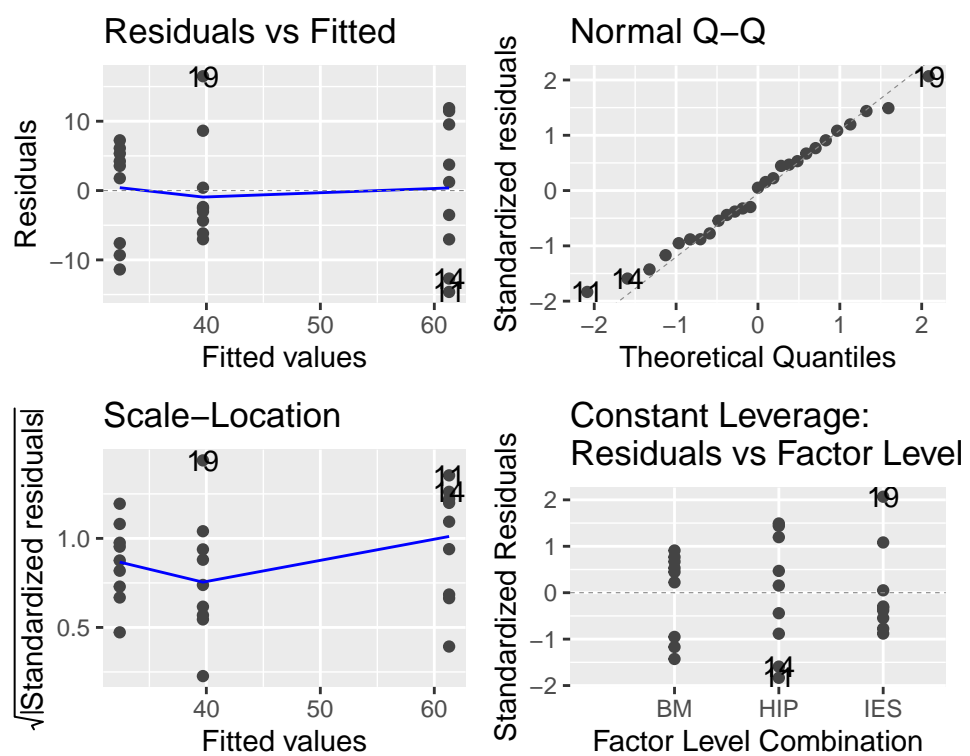 Residuals vs Fitted
Residuals
10
0
−10
19
14
11
40
50
60
Fitted values
Normal Q−Q
Standardized residuals
2
1
0
−1
−2
19
14
11
−2
−1
0
1
2
Theoretical Quantiles
Scale−Location
√|Standardized residuals|
1.0
0.5
19
11
14
40
50
60
Fitted values
Constant Leverage:
Residuals vs Factor Level
Standardized Residuals
2
1
0
−1
−2
19
14
11
BM
HIP
IES
Factor Level Combination